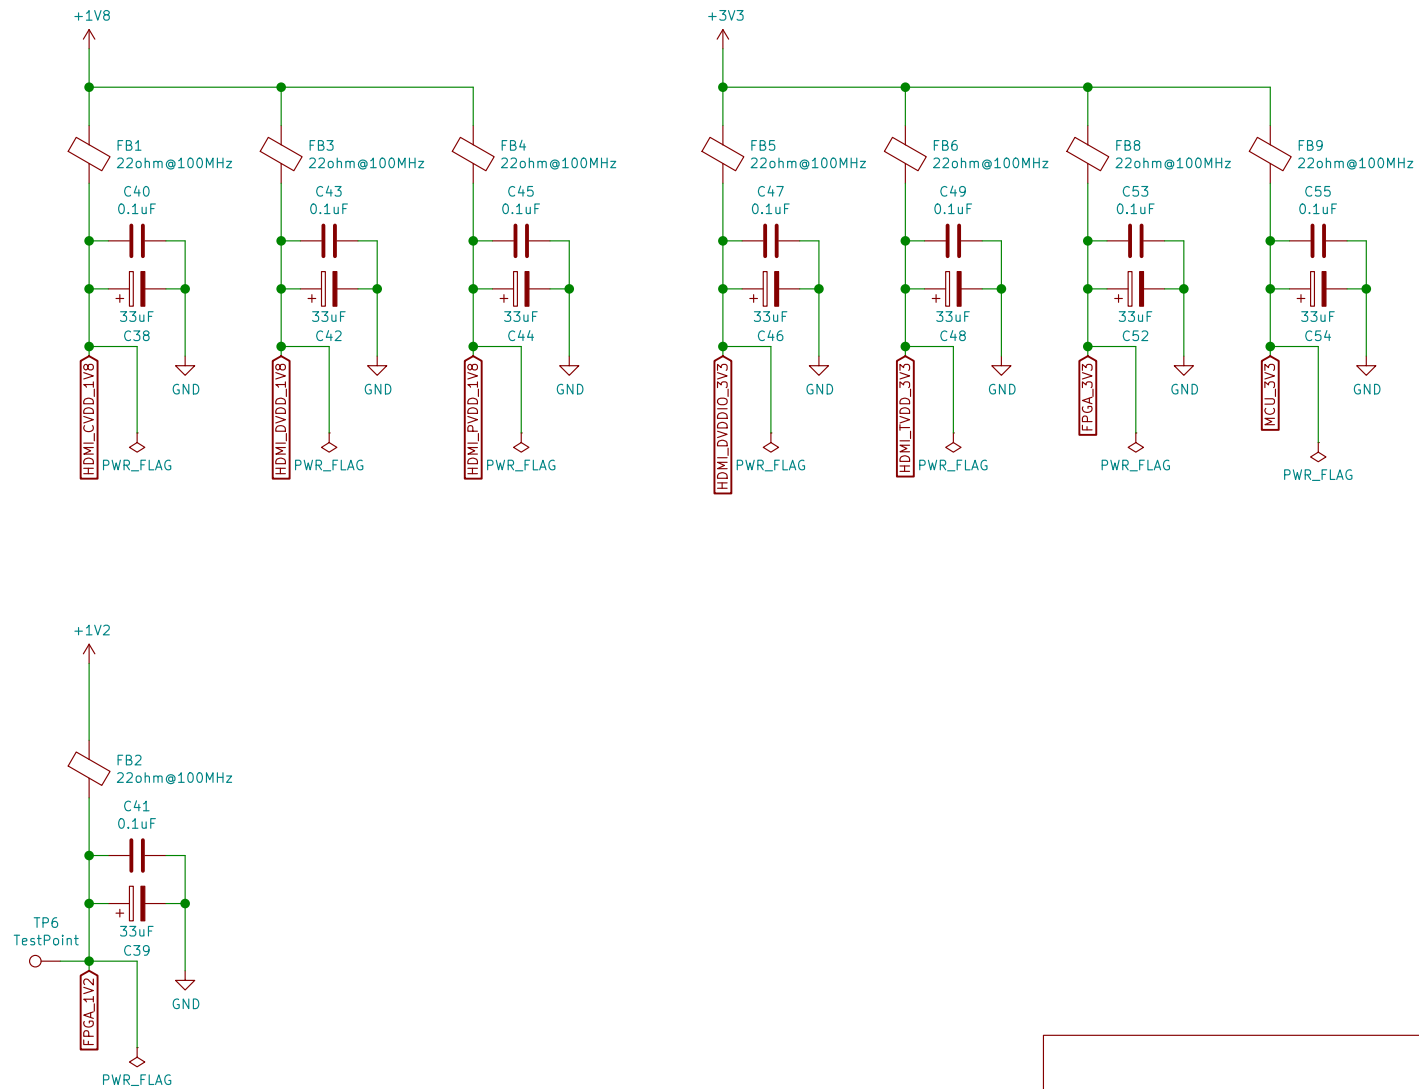 +1V8
+3V3
FB1
22ohm@100MHz
FB3
22ohm@100MHz
FB4
22ohm@100MHz
FB5
22ohm@100MHz
FB6
22ohm@100MHz
FB8
22ohm@100MHz
FB9
22ohm@100MHz
C40
0.1uF
C43
0.1uF
C45
0.1uF
C47
0.1uF
C49
0.1uF
C53
0.1uF
C55
0.1uF
+
33uF
C38
+
33uF
C42
+
33uF
C44
+
33uF
C46
+
33uF
C48
+
33uF
C52
+
33uF
C54
GND
GND
GND
GND
GND
GND
GND
HDMI_CVDD_1V8
HDMI_DVDD_1V8
HDMI_PVDD_1V8
HDMI_DVDDIO_3V3
HDMI_TVDD_3V3
FPGA_3V3
MCU_3V3
PWR_FLAG
PWR_FLAG
PWR_FLAG
PWR_FLAG
PWR_FLAG
PWR_FLAG
PWR_FLAG
+1V2
FB2
22ohm@100MHz
C41
0.1uF
+
33uF
C39
TP6
TestPoint
GND
FPGA_1V2
PWR_FLAG